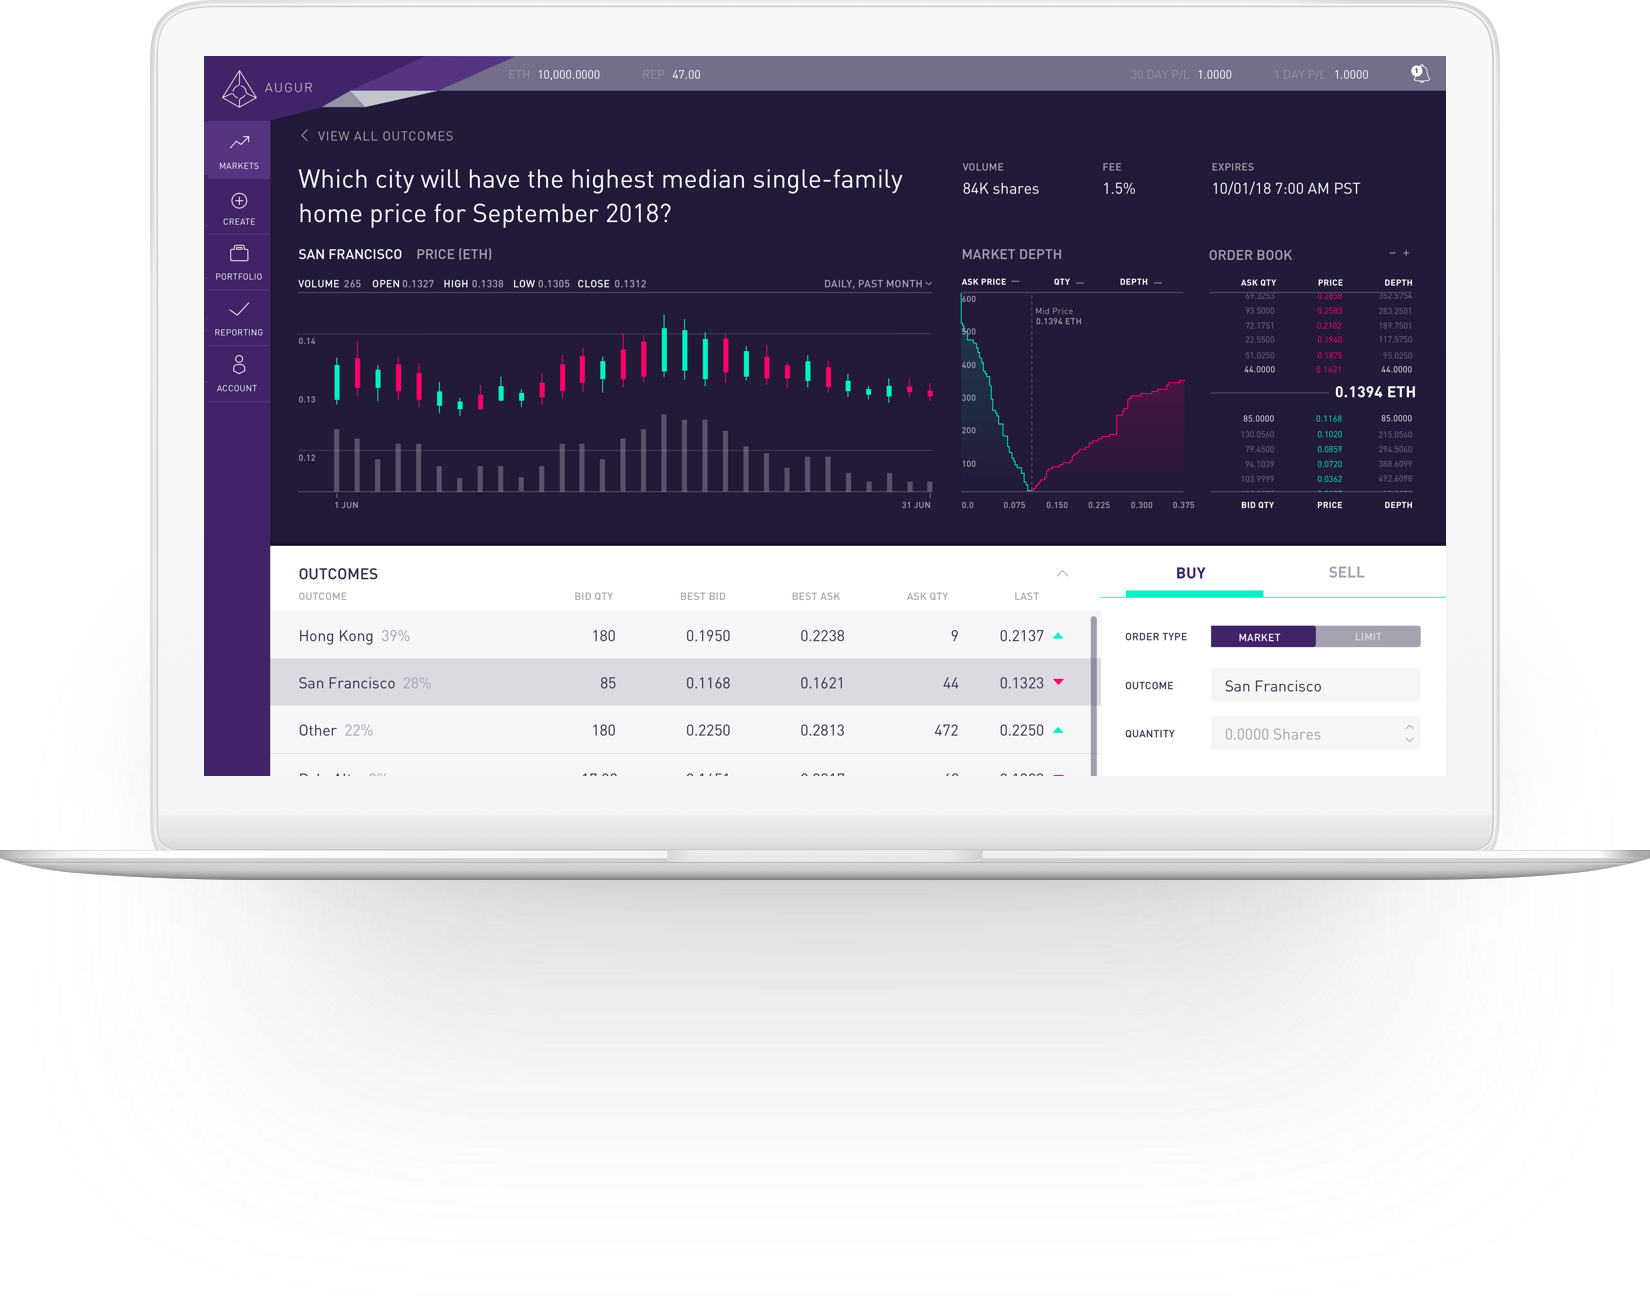 AUGUR
ETH 10,000.0000 REP 47.00 30 DAY P/L 1.0000 1 DAY P/L 1.0000 1
MARKETS
CREATE
PORTFOLIO
REPORTING
ACCOUNT
VIEW ALL OUTCOMES
Which city will have the highest median single-family
home price for September 2018?
VOLUME FEE EXPIRES
84K shares 1.5% 10/01/18 7:00 AM PST
SAN FRANCISCO PRICE (ETH)
VOLUME 265 OPEN 0.1327 HIGH 0.1338 LOW 0.1305 CLOSE 0.1312 DAILY, PAST MONTH
0.14
0.13
0.12
1 JUN 31 JUN
MARKET DEPTH
ASK PRICE — QTY — DEPTH —
600
Mid Price
0.1394 ETH
500
400
300
200
100
0.0 0.075 0.150 0.225 0.300 0.375
ORDER BOOK − +
ASK QTY PRICE DEPTH
69.3253 0.2858 352.5754
93.5000 0.2583 283.2501
72.1751 0.2102 189.7501
22.5500 0.1940 117.5750
51.0250 0.1875 95.0250
44.0000 0.1621 44.0000
0.1394 ETH
85.0000 0.1168 85.0000
130.0560 0.1020 215.0560
79.4500 0.0859 294.5060
94.1039 0.0720 388.6099
103.9999 0.0362 492.6098
BID QTY PRICE DEPTH
OUTCOMES
OUTCOME BID QTY BEST BID BEST ASK ASK QTY LAST
Hong Kong 39% 180 0.1950 0.2238 9 0.2137
San Francisco 28% 85 0.1168 0.1621 44 0.1323
Other 22% 180 0.2250 0.2813 472 0.2250
BUY SELL
ORDER TYPE MARKET LIMIT
OUTCOME San Francisco
QUANTITY 0.0000 Shares